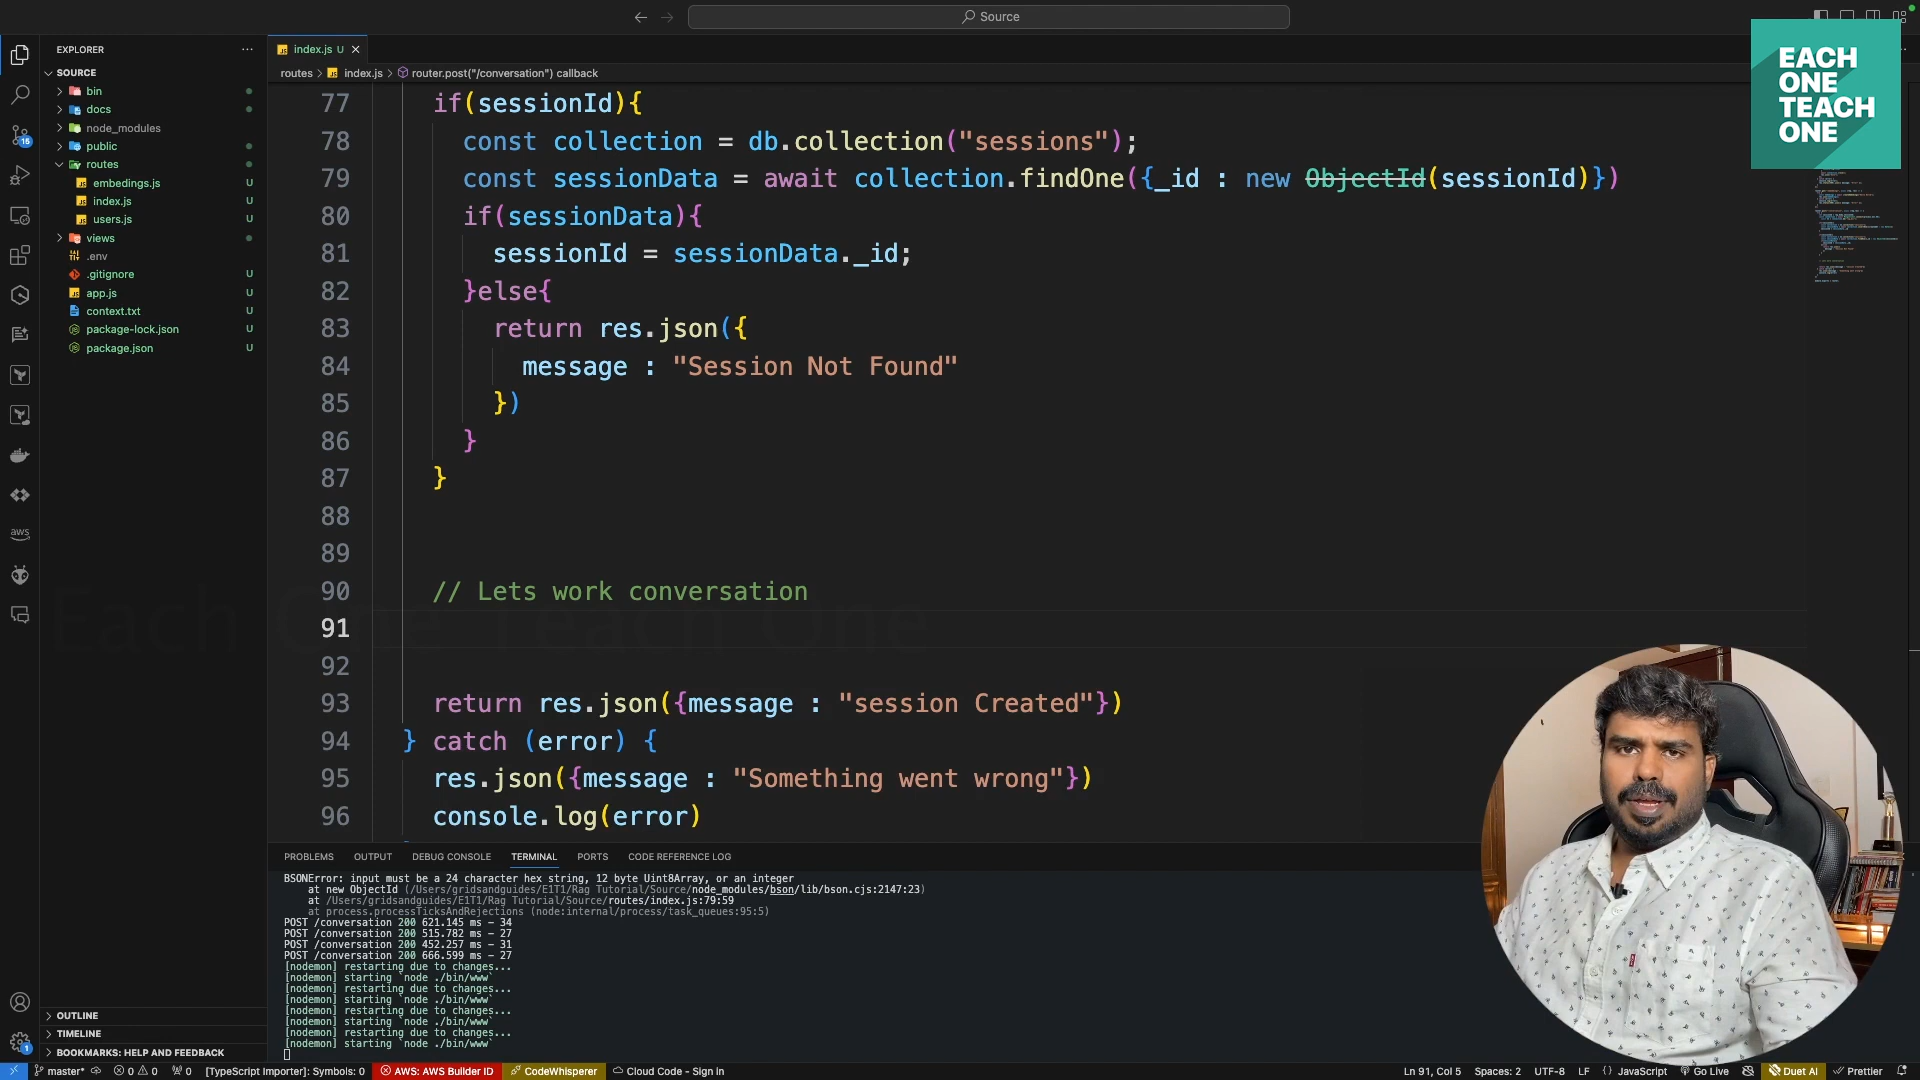 Source
EXPLORER
SOURCE
bin
docs
node_modules
public
routes
embedings.js U
index.js U
users.js U
views
.env
.gitignore U
app.js U
context.txt U
package-lock.json U
package.json U
OUTLINE
TIMELINE
BOOKMARKS: HELP AND FEEDBACK
16
aws
1
index.js U
routes > index.js > router.post("/conversation") callback
77 if(sessionId){
78 const collection = db.collection("sessions");
79 const sessionData = await collection.findOne({_id : new ObjectId(sessionId)})
80 if(sessionData){
81 sessionId = sessionData._id;
82 }else{
83 return res.json({
84 message : "Session Not Found"
85 })
86 }
87 }
88
89
90 // Lets work conversation
91
92
93 return res.json({message : "session Created"})
94 } catch (error) {
95 res.json({message : "Something went wrong"})
96 console.log(error)
Each One Teach One
EACH
ONE
TEACH
ONE
PROBLEMS OUTPUT DEBUG CONSOLE TERMINAL PORTS CODE REFERENCE LOG
BSONError: input must be a 24 character hex string, 12 byte Uint8Array, or an integer
at new ObjectId (/Users/gridsandguides/E1T1/Rag Tutorial/Source/node_modules/bson/lib/bson.cjs:2147:23)
at /Users/gridsandguides/E1T1/Rag Tutorial/Source/routes/index.js:79:59
at process.processTicksAndRejections (node:internal/process/task_queues:95:5)
POST /conversation 200 621.145 ms - 34
POST /conversation 200 515.782 ms - 27
POST /conversation 200 452.257 ms - 31
POST /conversation 200 666.599 ms - 27
[nodemon] restarting due to changes...
[nodemon] starting `node ./bin/www`
[nodemon] restarting due to changes...
[nodemon] starting `node ./bin/www`
[nodemon] restarting due to changes...
[nodemon] starting `node ./bin/www`
[nodemon] restarting due to changes...
[nodemon] starting `node ./bin/www`
master* 0 0 0 [TypeScript Importer]: Symbols: 0 AWS: AWS Builder ID CodeWhisperer Cloud Code - Sign in Ln 91, Col 5 Spaces: 2 UTF-8 LF JavaScript Go Live Duet AI Prettier